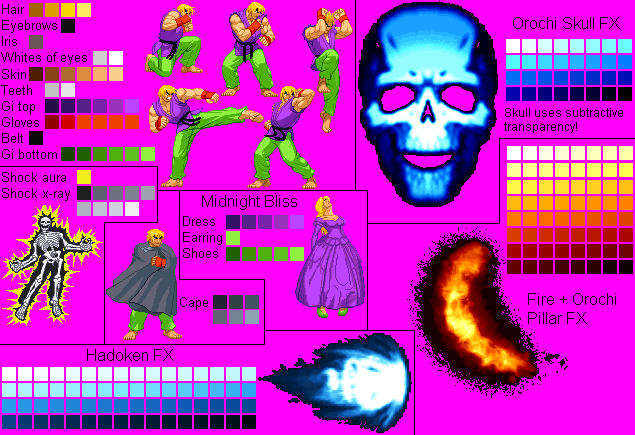 Hair
Eyebrows
Iris
Whites of eyes
Skin
Teeth
Gi top
Gloves
Belt
Gi bottom
Shock aura
Shock x-ray
Midnight Bliss
Dress
Earring
Shoes
Cape
Orochi Skull FX
Skull uses subtractive
transparency!
Fire + Orochi
Pillar FX
Hadoken FX